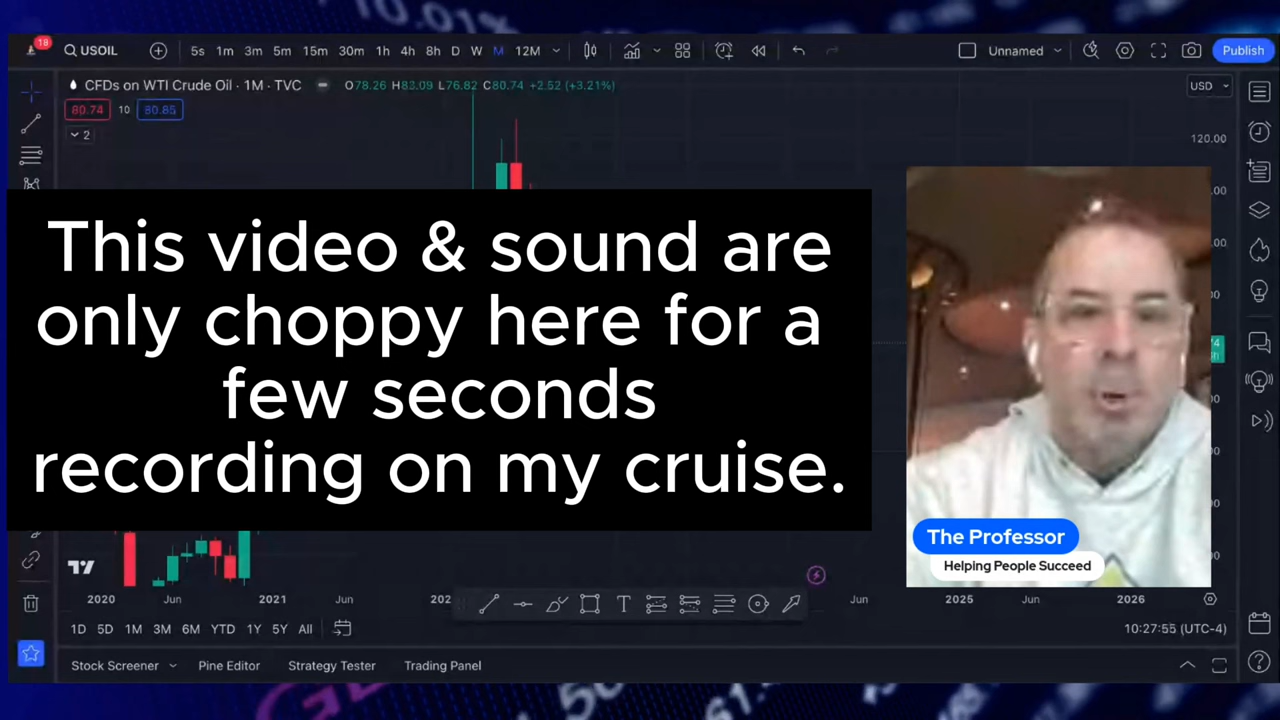 10.01%
18
USOIL
5s 1m 3m 5m 15m 30m 1h 4h 8h D W M 12M
Unnamed
Publish
CFDs on WTI Crude Oil · 1M · TVC
O78.26 H83.09 L76.82 C80.74 +2.52 (+3.21%)
USD
80.74 10 80.85
2
120.00
This video & sound are
only choppy here for a
few seconds
recording on my cruise.
The Professor
Helping People Succeed
2020 Jun 2021 Jun Jun 2025 Jun 2026
1D 5D 1M 3M 6M YTD 1Y 5Y All
10:27:55 (UTC-4)
Stock Screener Pine Editor Strategy Tester Trading Panel